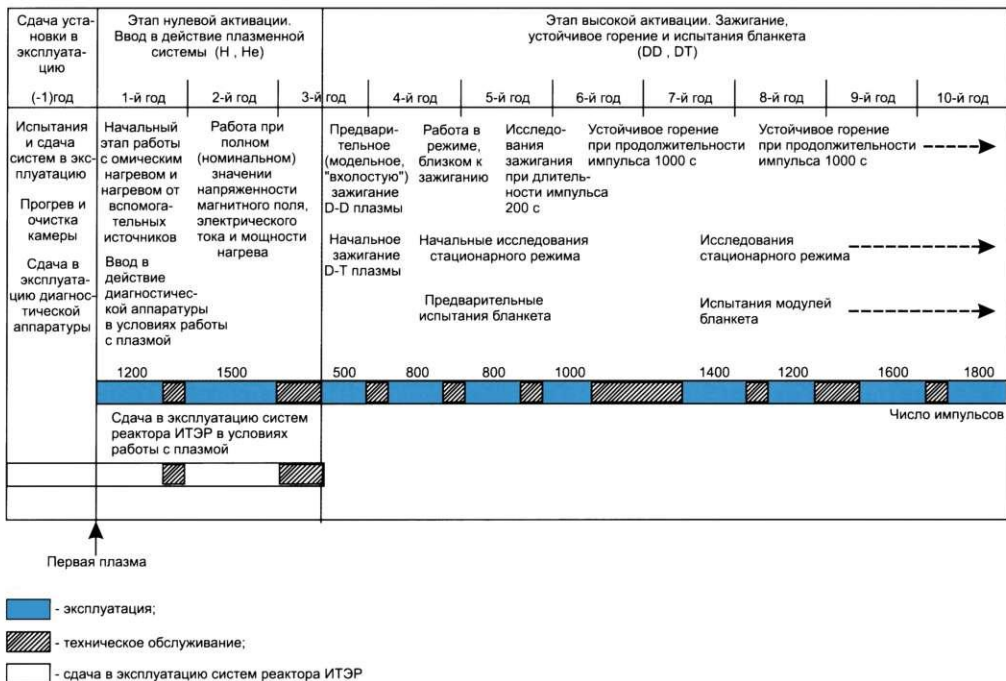 Сдача уста-
новки в
эксплуата-
цию
(-1)год
Этап нулевой активации.
Ввод в действие плазменной
системы (H , He)
Этап высокой активации. Зажигание,
устойчивое горение и испытания бланкета
(DD , DT)
1-й год
2-й год
3-й год
4-й год
5-й год
6-й год
7-й год
8-й год
9-й год
10-й год
Испытания
и сдача
систем в экс-
плуатацию
Прогрев и
очистка
камеры
Сдача в
эксплуата-
цию диагнос-
тической
аппаратуры
Начальный
этап работы
с омическим
нагревом и
нагревом от
вспомога-
тельных
источников
Ввод в
действие
диагностичес-
кой аппаратуры
в условиях работы
с плазмой
Работа при
полном
(номинальном)
значении
напряженности
магнитного поля,
электрического
тока и мощности
нагрева
Предвари-
тельное
(модельное,
"вхолостую")
зажигание
D-D плазмы
Начальное
зажигание
D-T плазмы
Работа в
режиме,
близком к
зажиганию
Исследо-
вания
зажигания
при длитель-
ности импульса
200 с
Устойчивое горение
при продолжительности
импульса 1000 с
Устойчивое горение
при продолжительности
импульса 1000 с
Начальные исследования
стационарного режима
Исследования
стационарного режима
Предварительные
испытания бланкета
Испытания модулей
бланкета
1200 1500 500 800 800 1000 1400 1200 1600 1800
Число импульсов
Сдача в эксплуатацию систем
реактора ИТЭР в условиях
работы с плазмой
Первая плазма
- эксплуатация;
- техническое обслуживание;
- сдача в эксплуатацию систем реактора ИТЭР